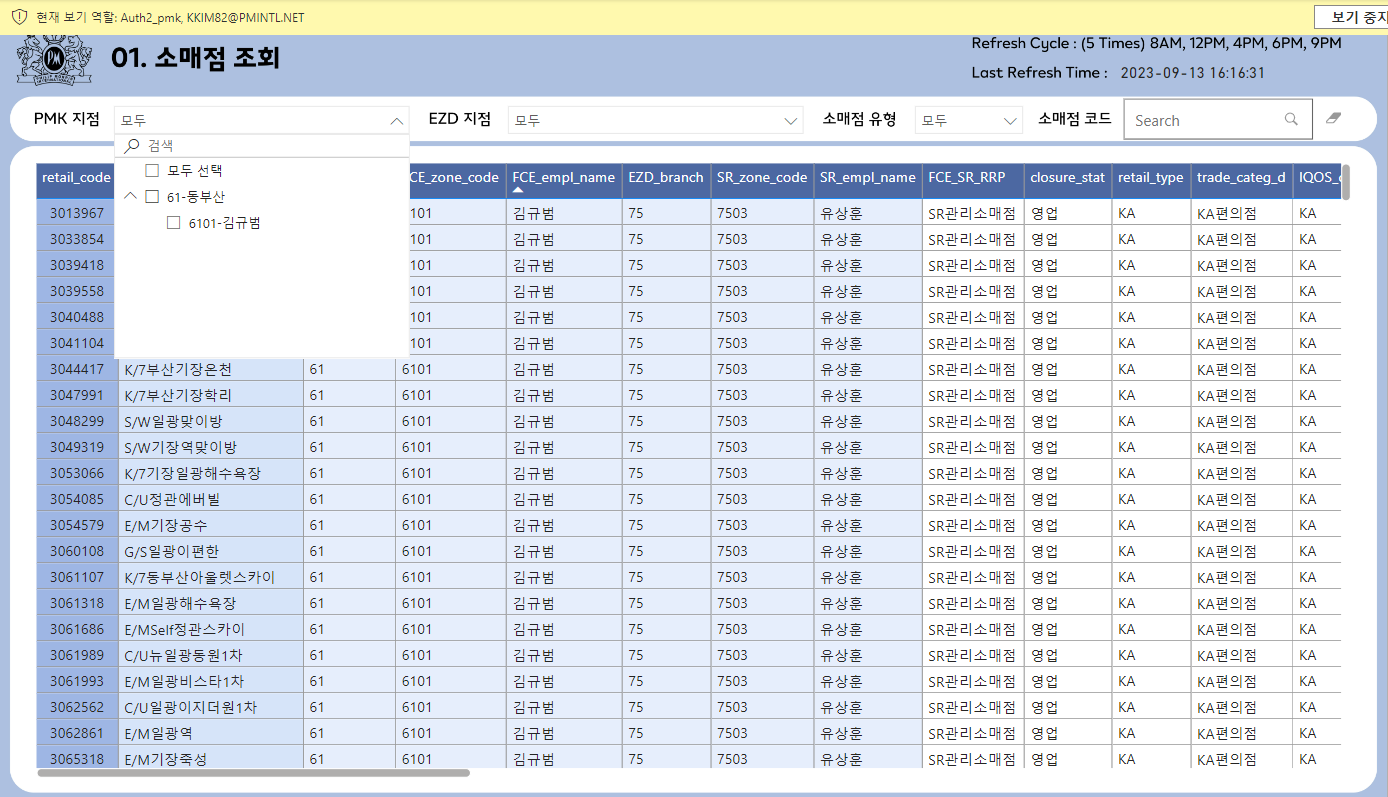 현재 보기 역할: Auth2_pmk, KKIM82@PMINTL.NET
보기 중지
01. 소매점 조회
Refresh Cycle : (5 Times) 8AM, 12PM, 4PM, 6PM, 9PM
Last Refresh Time : 2023-09-13 16:16:31
PMK 지점 모두 EZD 지점 모두 소매점 유형 모두 소매점 코드 Search
검색
모두 선택
61-동부산
6101-김규범
retail_code CE_zone_code FCE_empl_name EZD_branch SR_zone_code SR_empl_name FCE_SR_RRP closure_stat retail_type trade_categ_d IQOS_c
3013967 101 김규범 75 7503 유상훈 SR관리소매점 영업 KA KA편의점 KA
3033854 101 김규범 75 7503 유상훈 SR관리소매점 영업 KA KA편의점 KA
3039418 101 김규범 75 7503 유상훈 SR관리소매점 영업 KA KA편의점 KA
3039558 101 김규범 75 7503 유상훈 SR관리소매점 영업 KA KA편의점 KA
3040488 101 김규범 75 7503 유상훈 SR관리소매점 영업 KA KA편의점 KA
3041104 101 김규범 75 7503 유상훈 SR관리소매점 영업 KA KA편의점 KA
3044417 K/7부산기장온천 61 6101 김규범 75 7503 유상훈 SR관리소매점 영업 KA KA편의점 KA
3047991 K/7부산기장학리 61 6101 김규범 75 7503 유상훈 SR관리소매점 영업 KA KA편의점 KA
3048299 S/W일광맞이방 61 6101 김규범 75 7503 유상훈 SR관리소매점 영업 KA KA편의점 KA
3049319 S/W기장역맞이방 61 6101 김규범 75 7503 유상훈 SR관리소매점 영업 KA KA편의점 KA
3053066 K/7기장일광해수욕장 61 6101 김규범 75 7503 유상훈 SR관리소매점 영업 KA KA편의점 KA
3054085 C/U정관에버빌 61 6101 김규범 75 7503 유상훈 SR관리소매점 영업 KA KA편의점 KA
3054579 E/M기장공수 61 6101 김규범 75 7503 유상훈 SR관리소매점 영업 KA KA편의점 KA
3060108 G/S일광이편한 61 6101 김규범 75 7503 유상훈 SR관리소매점 영업 KA KA편의점 KA
3061107 K/7동부산아울렛스카이 61 6101 김규범 75 7503 유상훈 SR관리소매점 영업 KA KA편의점 KA
3061318 E/M일광해수욕장 61 6101 김규범 75 7503 유상훈 SR관리소매점 영업 KA KA편의점 KA
3061686 E/MSelf정관스카이 61 6101 김규범 75 7503 유상훈 SR관리소매점 영업 KA KA편의점 KA
3061989 C/U뉴일광동원1차 61 6101 김규범 75 7503 유상훈 SR관리소매점 영업 KA KA편의점 KA
3061993 E/M일광비스타1차 61 6101 김규범 75 7503 유상훈 SR관리소매점 영업 KA KA편의점 KA
3062562 C/U일광이지더원1차 61 6101 김규범 75 7503 유상훈 SR관리소매점 영업 KA KA편의점 KA
3062861 E/M일광역 61 6101 김규범 75 7503 유상훈 SR관리소매점 영업 KA KA편의점 KA
3065318 E/M기장죽성 61 6101 김규범 75 7503 유상훈 SR관리소매점 영업 KA KA편의점 KA